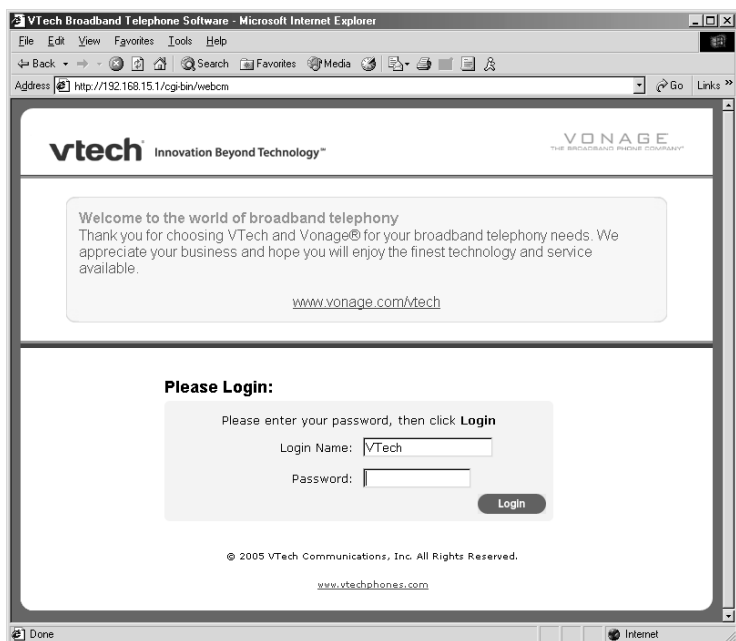 VTech Broadband Telephone Software - Microsoft Internet Explorer
File Edit View Favorites Tools Help
Back Search Favorites Media
Address http://192.168.15.1/cgi-bin/webcm Go Links »
vtech Innovation Beyond Technology™
VONAGE
THE BROADBAND PHONE COMPANY™
Welcome to the world of broadband telephony
Thank you for choosing VTech and Vonage® for your broadband telephony needs. We
appreciate your business and hope you will enjoy the finest technology and service
available.
www.vonage.com/vtech
Please Login:
Please enter your password, then click Login
Login Name: VTech
Password:
Login
© 2005 VTech Communications, Inc. All Rights Reserved.
www.vtechphones.com
Done Internet